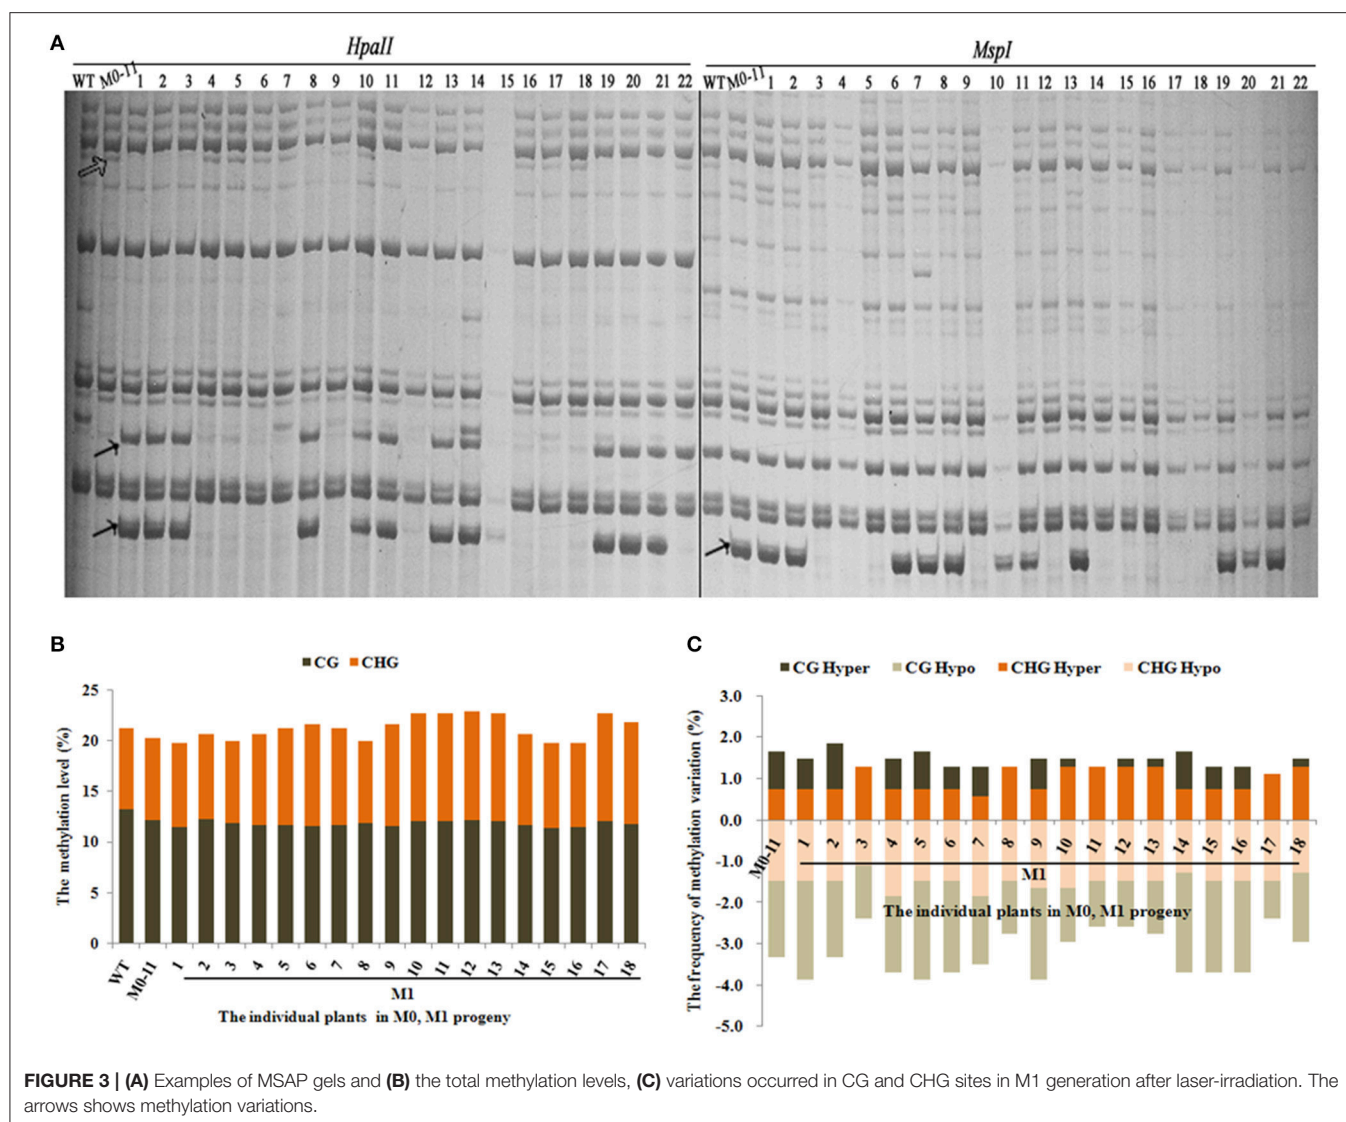 A
HpaII
MspI
WT M0-11 1 2 3 4 5 6 7 8 9 10 11 12 13 14 15 16 17 18 19 20 21 22
WT M0-11 1 2 3 4 5 6 7 8 9 10 11 12 13 14 15 16 17 18 19 20 21 22
B
CG CHG
The methylation level (%)
25
20
15
10
5
0
WT M0-11 1 2 3 4 5 6 7 8 9 10 11 12 13 14 15 16 17 18
M1
The individual plants in M0, M1 progeny
C
CG Hyper CG Hypo CHG Hyper CHG Hypo
The frequency of methylation variation (%)
3.0
2.0
1.0
0.0
-1.0
-2.0
-3.0
-4.0
-5.0
M0-11 1 2 3 4 5 6 7 8 9 10 11 12 13 14 15 16 17 18
M1
The individual plants in M0, M1 progeny
FIGURE 3 | (A) Examples of MSAP gels and (B) the total methylation levels, (C) variations occurred in CG and CHG sites in M1 generation after laser-irradiation. The
arrows shows methylation variations.